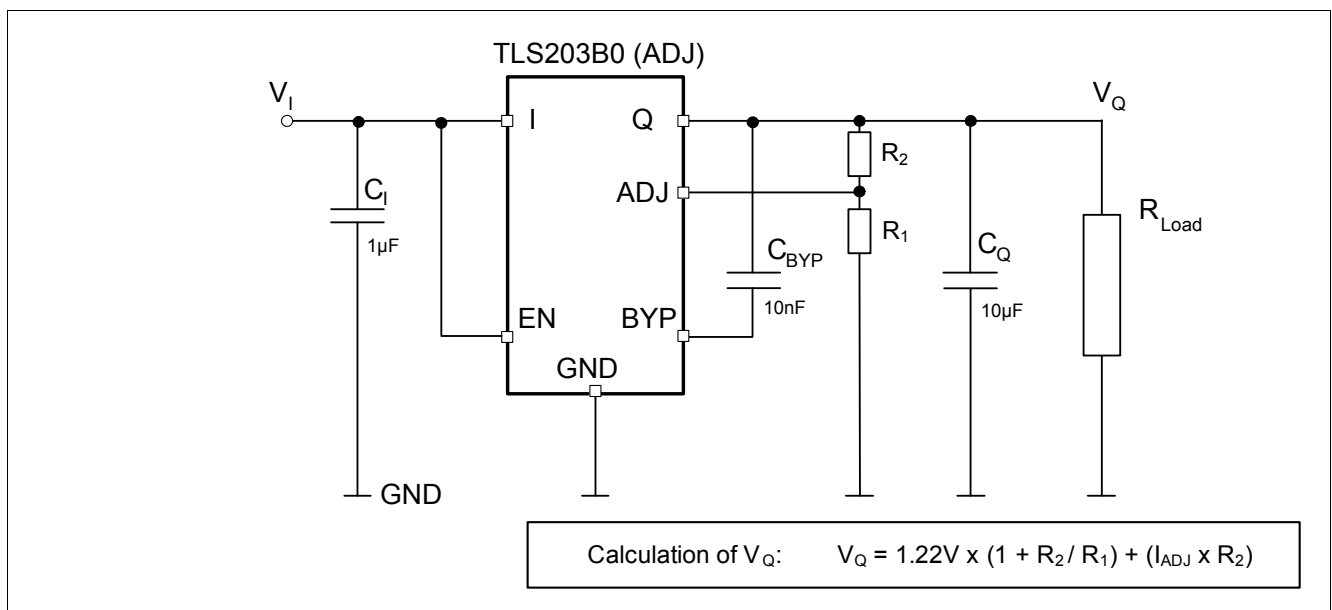 TLS203B0 (ADJ)
V_I
V_Q
I
Q
R_2
C_I
ADJ
R_Load
1µF
R_1
C_BYP
C_Q
10nF
10µF
EN
BYP
GND
GND
Calculation of V_Q: V_Q = 1.22V x (1 + R_2 / R_1) + (I_ADJ x R_2)